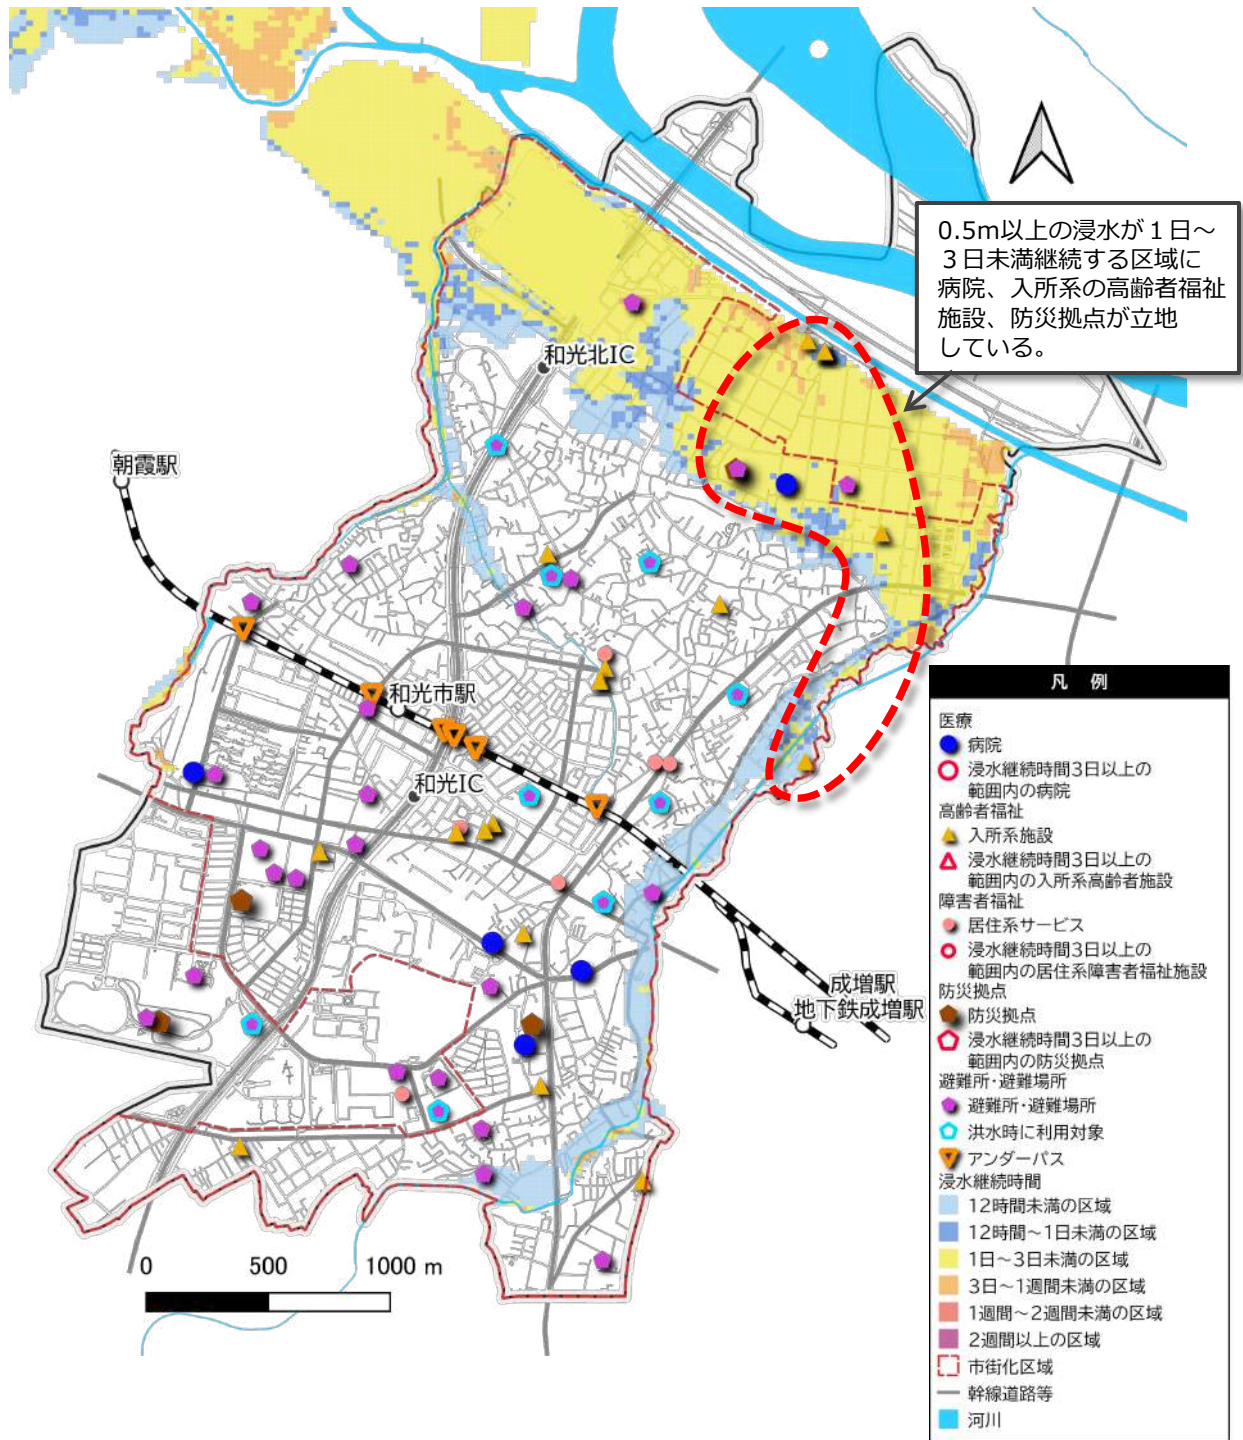 0.5m以上の浸水が１日～
３日未満継続する区域に
病院、入所系の高齢者福祉
施設、防災拠点が立地
している。
和光北IC
朝霞駅
和光市駅
和光IC
成増駅
地下鉄成増駅
0 500 1000 m
凡 例
医療
病院
浸水継続時間3日以上の
範囲内の病院
高齢者福祉
入所系施設
浸水継続時間3日以上の
範囲内の入所系高齢者施設
障害者福祉
居住系サービス
浸水継続時間3日以上の
範囲内の居住系障害者福祉施設
防災拠点
防災拠点
浸水継続時間3日以上の
範囲内の防災拠点
避難所・避難場所
避難所・避難場所
洪水時に利用対象
アンダーパス
浸水継続時間
12時間未満の区域
12時間～1日未満の区域
1日～3日未満の区域
3日～1週間未満の区域
1週間～2週間未満の区域
2週間以上の区域
市街化区域
幹線道路等
河川